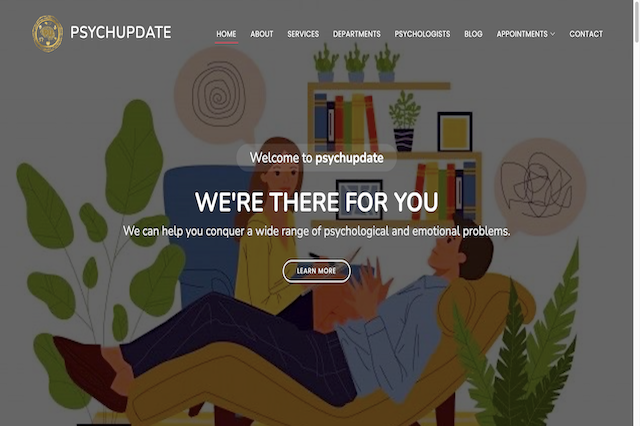 PSYCHUPDATE
HOME ABOUT SERVICES DEPARTMENTS PSYCHOLOGISTS BLOG APPOINTMENTS CONTACT
Welcome to psychupdate
WE'RE THERE FOR YOU
We can help you conquer a wide range of psychological and emotional problems.
LEARN MORE